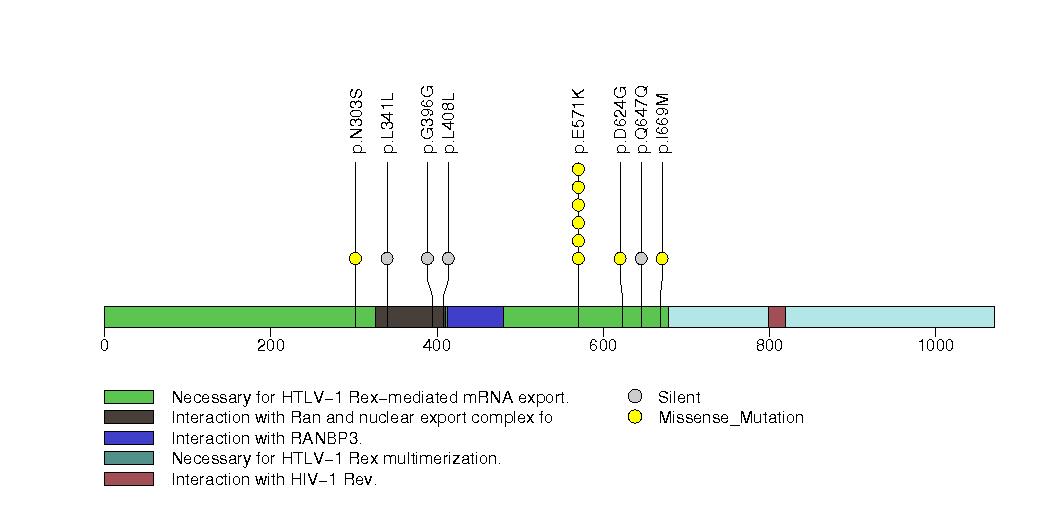 p.N303S
p.L341L
p.G396G
p.L408L
p.E571K
p.D624G
p.Q647Q
p.I669M
0 200 400 600 800 1000
Necessary for HTLV−1 Rex−mediated mRNA export. Silent
Interaction with Ran and nuclear export complex fo Missense_Mutation
Interaction with RANBP3.
Necessary for HTLV−1 Rex multimerization.
Interaction with HIV−1 Rev.